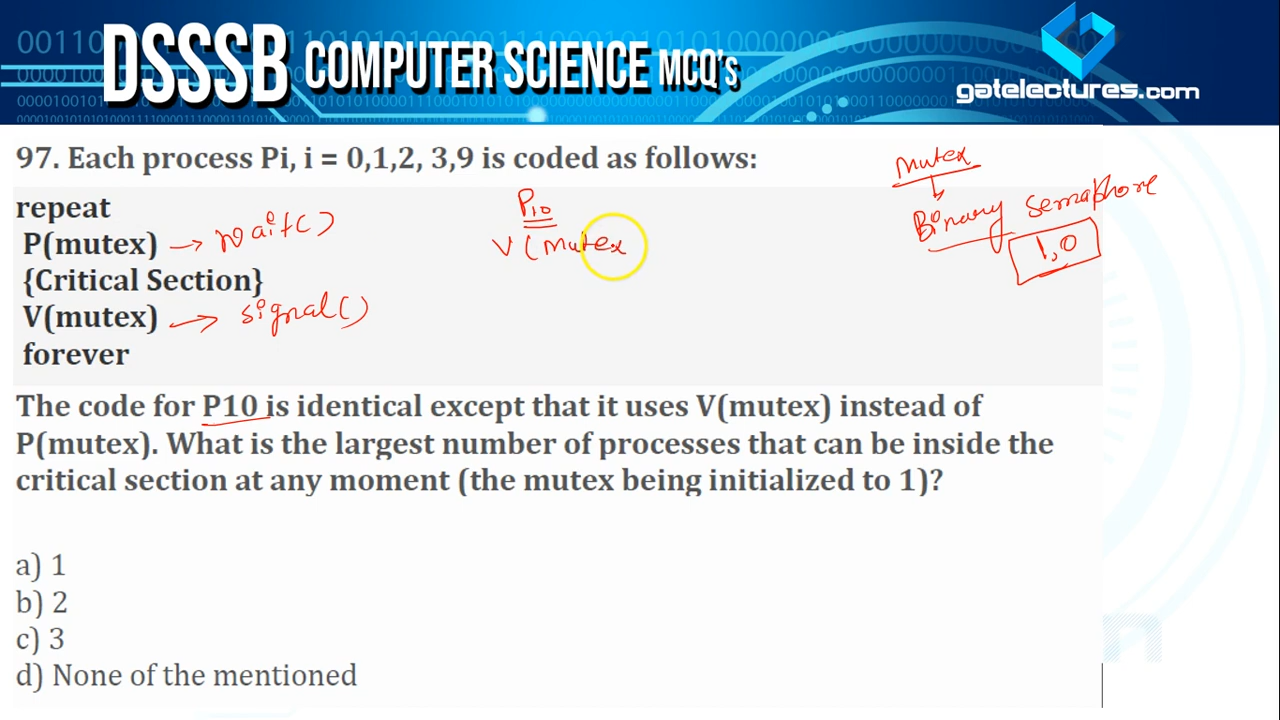 DSSSB COMPUTER SCIENCE MCQ's
gatelectures.com
97. Each process Pi, i = 0,1,2, 3,9 is coded as follows:
repeat
P(mutex) → wait()
{Critical Section}
V(mutex) → signal()
forever
P10
V (mutex
mutex
Binary Semaphore
1,0
The code for P10 is identical except that it uses V(mutex) instead of
P(mutex). What is the largest number of processes that can be inside the
critical section at any moment (the mutex being initialized to 1)?
a) 1
b) 2
c) 3
d) None of the mentioned